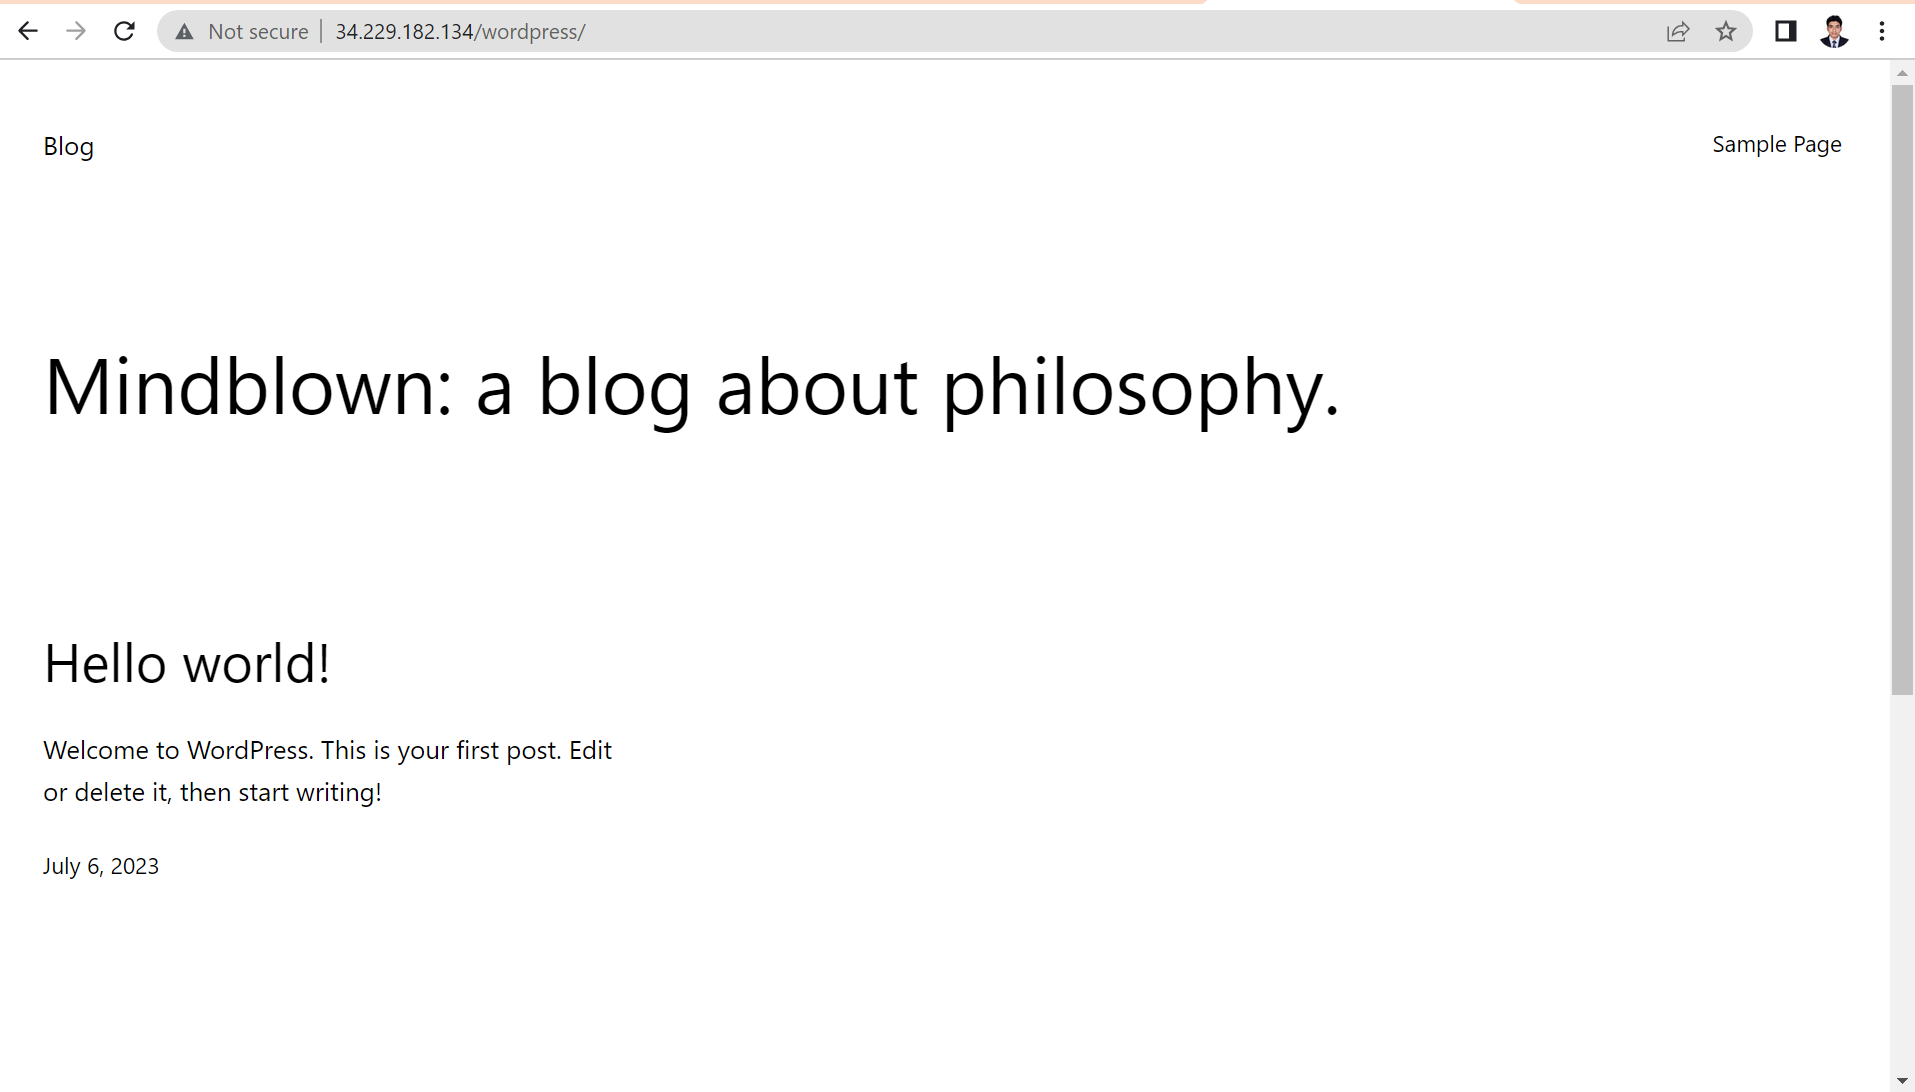 Not secure | 34.229.182.134/wordpress/
Blog
Sample Page
Mindblown: a blog about philosophy.
Hello world!
Welcome to WordPress. This is your first post. Edit
or delete it, then start writing!
July 6, 2023